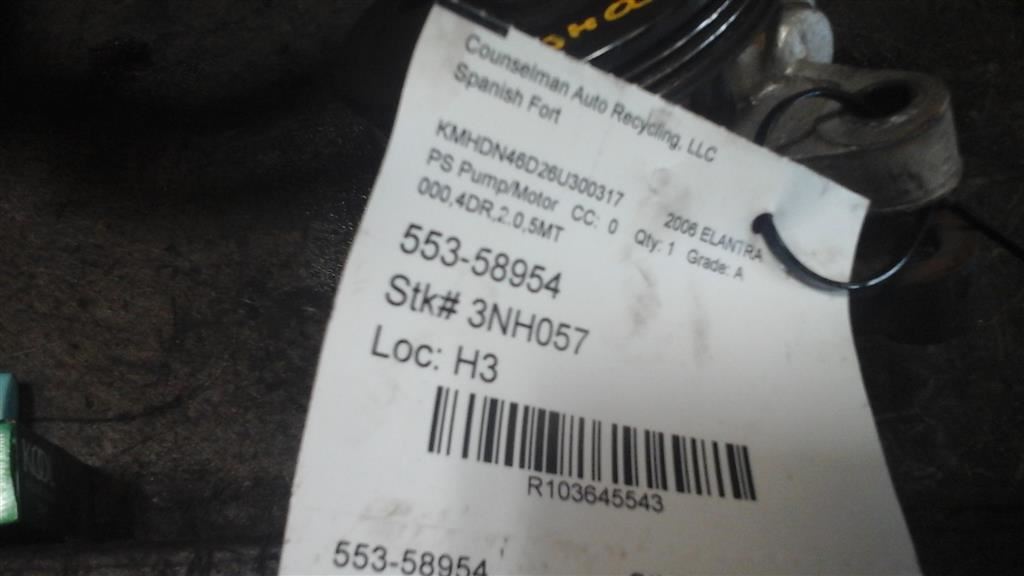 Counselman Auto Recycling, LLC
Spanish Fort
KMHDN46D26U300317 2006 ELANTRA
PS Pump/Motor CC: 0 Qty: 1 Grade: A
000,4DR,2.0,5MT
553-58954
Stk# 3NH057
Loc: H3
R103645543
553-58954